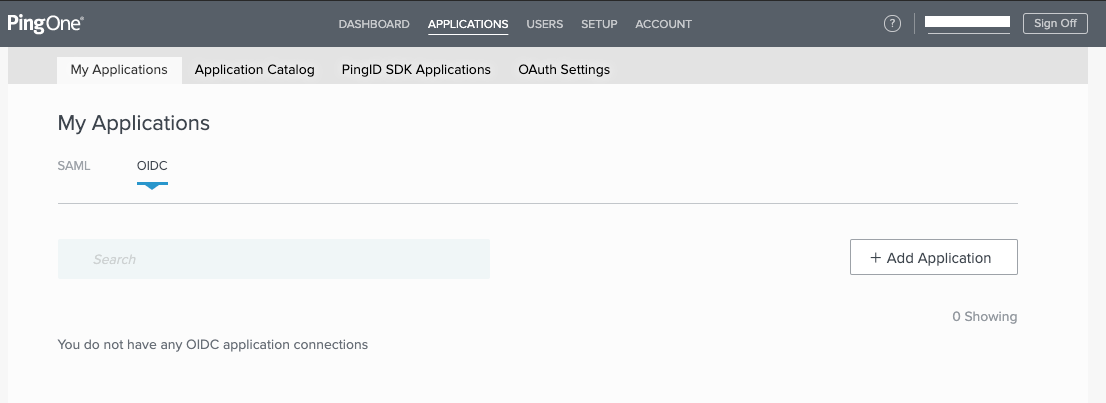 PingOne®
DASHBOARD APPLICATIONS USERS SETUP ACCOUNT ? Sign Off
My Applications Application Catalog PingID SDK Applications OAuth Settings
My Applications
SAML OIDC
Search
+ Add Application
0 Showing
You do not have any OIDC application connections